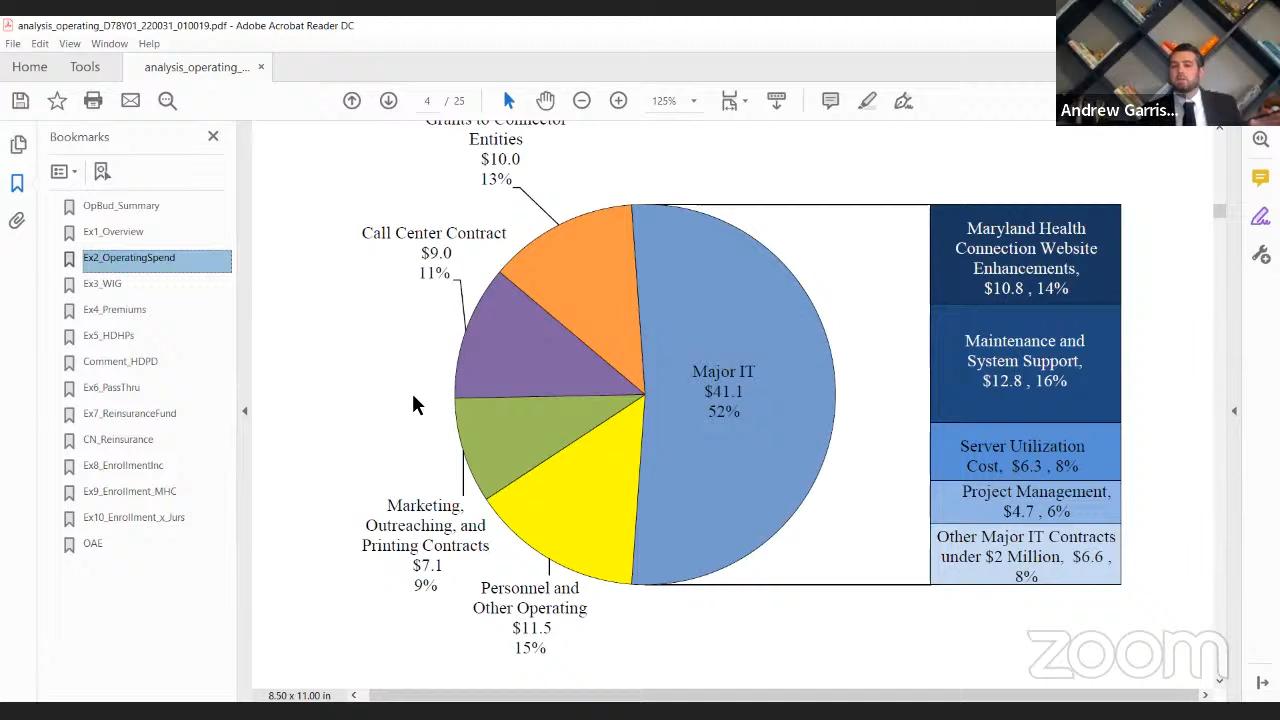 analysis_operating_D78Y01_220031_010019.pdf - Adobe Acrobat Reader DC
File Edit View Window Help
Home Tools analysis_operating_... ×
4 / 25
125%
Andrew Garris...
Bookmarks
OpBud_Summary
Ex1_Overview
Ex2_OperatingSpend
Ex3_WIG
Ex4_Premiums
Ex5_HDHPs
Comment_HDPD
Ex6_PassThru
Ex7_ReinsuranceFund
CN_Reinsurance
Ex8_EnrollmentInc
Ex9_Enrollment_MHC
Ex10_Enrollment_x_Jurs
OAE
Grants to Connector
Entities
$10.0
13%
Call Center Contract
$9.0
11%
Major IT
$41.1
52%
Marketing,
Outreaching, and
Printing Contracts
$7.1
9%
Personnel and
Other Operating
$11.5
15%
Maryland Health
Connection Website
Enhancements,
$10.8 , 14%
Maintenance and
System Support,
$12.8 , 16%
Server Utilization
Cost, $6.3 , 8%
Project Management,
$4.7 , 6%
Other Major IT Contracts
under $2 Million, $6.6 ,
8%
zoom
8.50 x 11.00 in